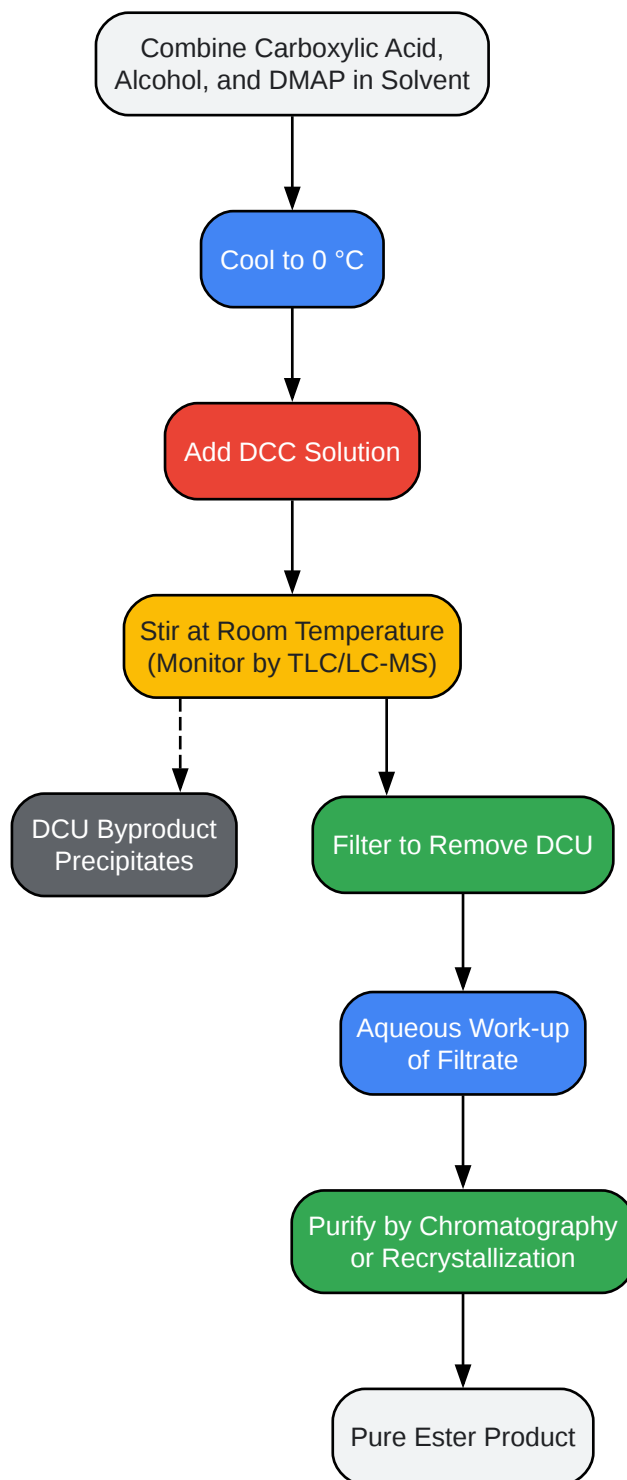 Combine Carboxylic Acid,
Alcohol, and DMAP in Solvent
Cool to 0 °C
Add DCC Solution
Stir at Room Temperature
(Monitor by TLC/LC-MS)
DCU Byproduct
Precipitates
Filter to Remove DCU
Aqueous Work-up
of Filtrate
Purify by Chromatography
or Recrystallization
Pure Ester Product